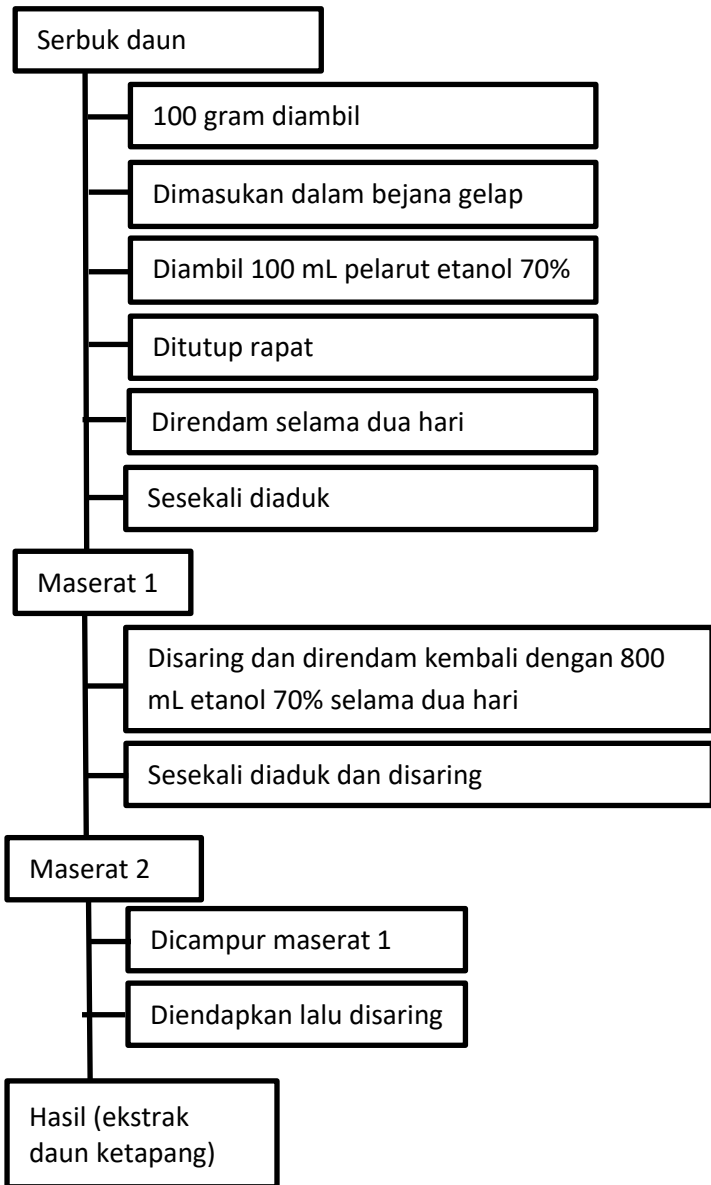 Serbuk daun
100 gram diambil
Dimasukan dalam bejana gelap
Diambil 100 mL pelarut etanol 70%
Ditutup rapat
Direndam selama dua hari
Sesekali diaduk
Maserat 1
Disaring dan direndam kembali dengan 800
mL etanol 70% selama dua hari
Sesekali diaduk dan disaring
Maserat 2
Dicampur maserat 1
Diendapkan lalu disaring
Hasil (ekstrak
daun ketapang)